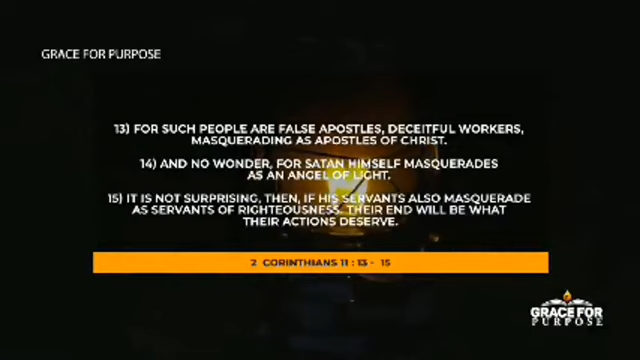 GRACE FOR PURPOSE
13) FOR SUCH PEOPLE ARE FALSE APOSTLES, DECEITFUL WORKERS,
MASQUERADING AS APOSTLES OF CHRIST.
14) AND NO WONDER, FOR SATAN HIMSELF MASQUERADES
AS AN ANGEL OF LIGHT.
15) IT IS NOT SURPRISING, THEN, IF HIS SERVANTS ALSO MASQUERADE
AS SERVANTS OF RIGHTEOUSNESS. THEIR END WILL BE WHAT
THEIR ACTIONS DESERVE.
2 CORINTHIANS 11 : 13 - 15
GRACE FOR
PURPOSE